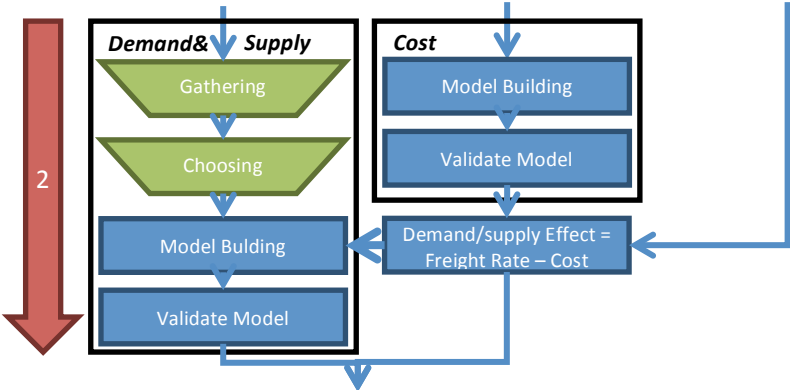 Demand& Supply
Cost
Gathering
Model Building
Choosing
Validate Model
2
Model Bulding
Demand/supply Effect =
Freight Rate – Cost
Validate Model